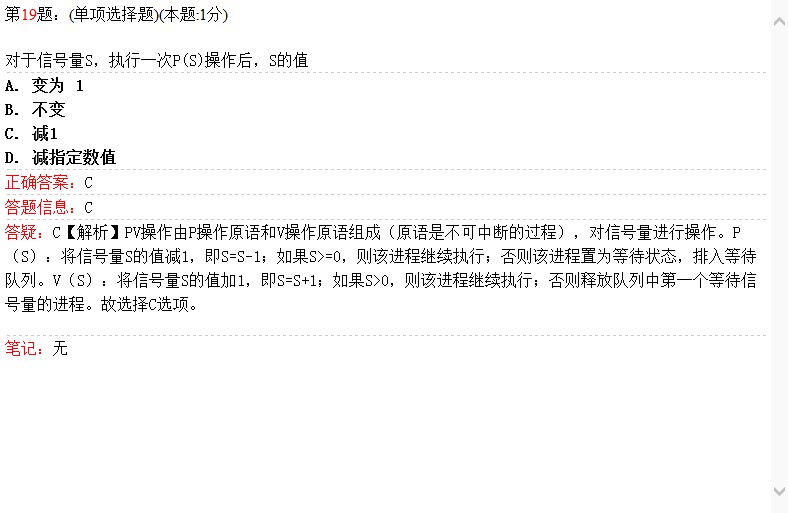 第19题：(单项选择题)(本题:1分)
对于信号量S，执行一次P(S)操作后，S的值
A. 变为 1
B. 不变
C. 减1
D. 减指定数值
正确答案：C
答题信息：C
答疑：C【解析】PV操作由P操作原语和V操作原语组成（原语是不可中断的过程），对信号量进行操作。P
（S）：将信号量S的值减1，即S=S-1；如果S>=0，则该进程继续执行；否则该进程置为等待状态，排入等待
队列。V（S）：将信号量S的值加1，即S=S+1；如果S>0，则该进程继续执行；否则释放队列中第一个等待信
号量的进程。故选择C选项。
笔记：无